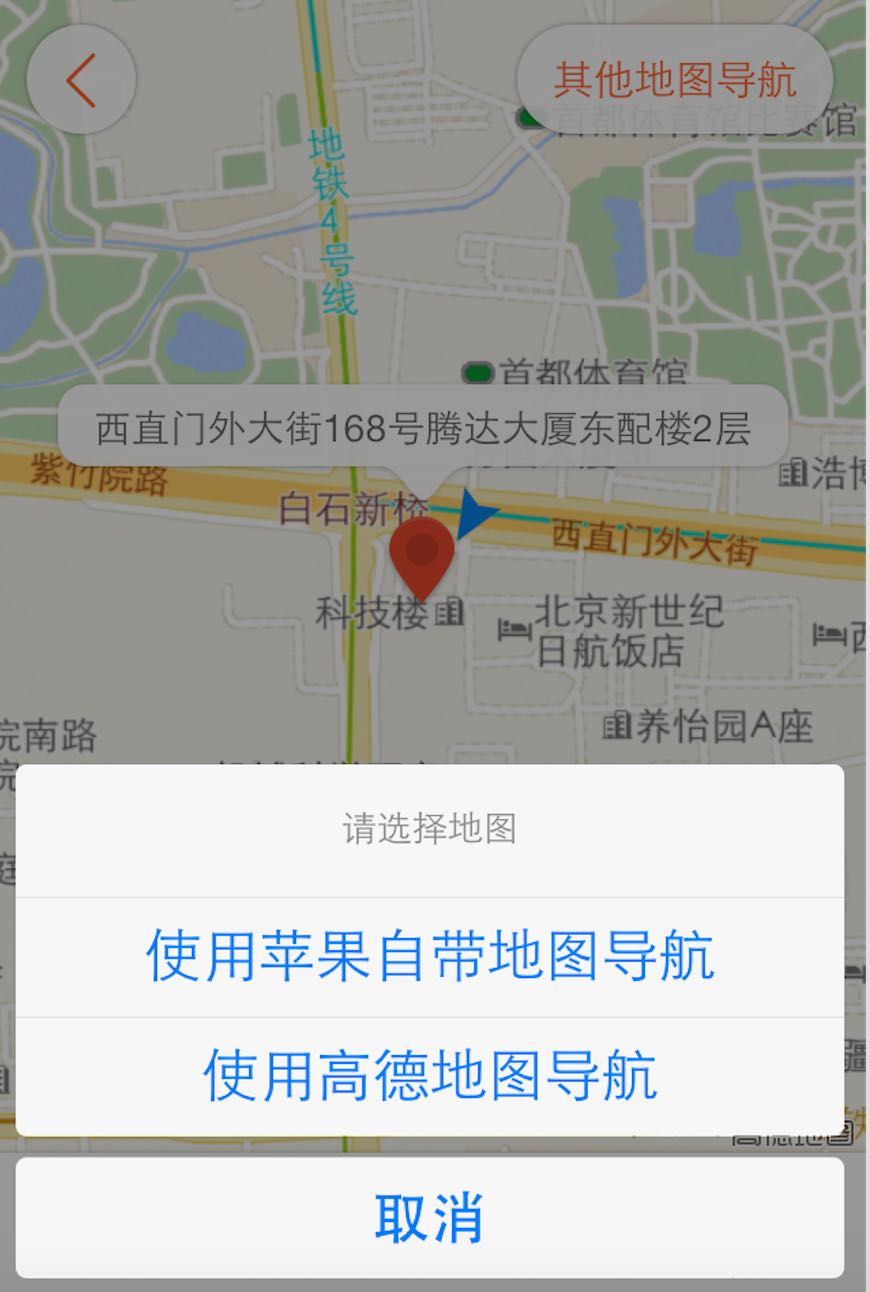 其他地图导航
首都体育馆比赛馆
地铁4号线
首都体育馆
西直门外大街168号腾达大厦东配楼2层
紫竹院路
浩博
白石新桥
西直门外大街
科技楼
北京新世纪
日航饭店
西
院南路
养怡园A座
院
庭
请选择地图
使用苹果自带地图导航
使用高德地图导航
疆
高德地图
取消